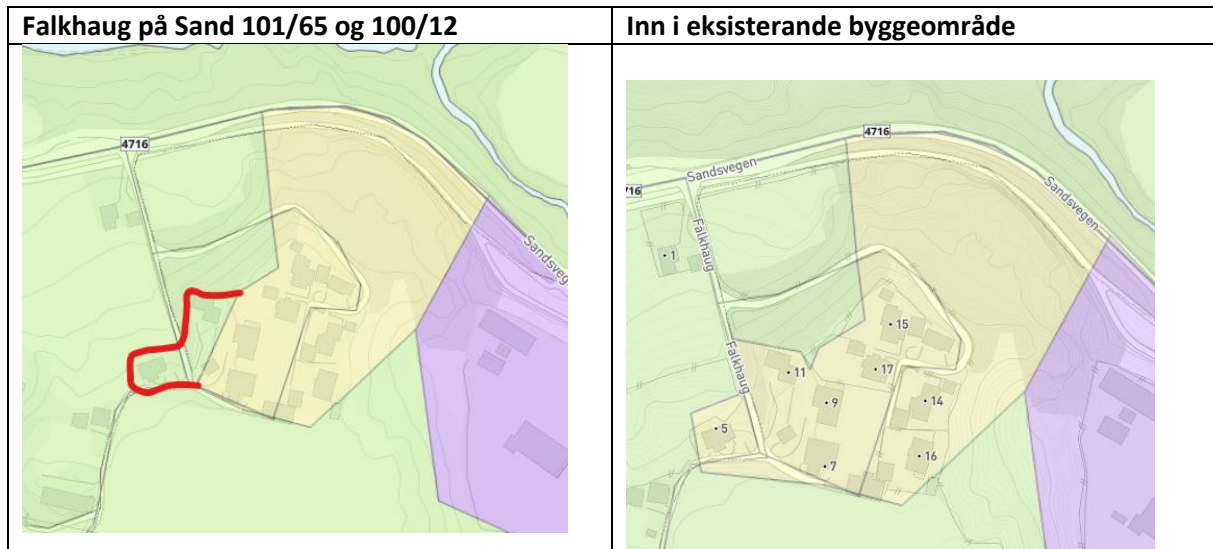 Falkhaug på Sand 101/65 og 100/12
Inn i eksisterande byggeområde
4716
Sandsveg
4716
Sandsvegen
716
Sandsvegen
Falkhaug
1
15
Falkhaug
11
17
9
14
5
7
16